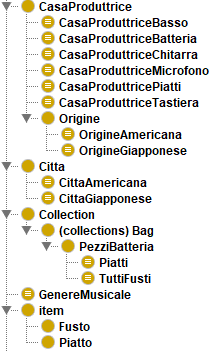 CasaProduttrice
CasaProduttriceBasso
CasaProduttriceBatteria
CasaProduttriceChitarra
CasaProduttriceMicrofono
CasaProduttricePiatti
CasaProduttriceTastiera
Origine
OrigineAmericana
OrigineGiapponese
Citta
CittaAmericana
CittaGiapponese
Collection
(collections) Bag
PezziBatteria
Piatti
TuttiFusti
GenereMusicale
item
Fusto
Piatto